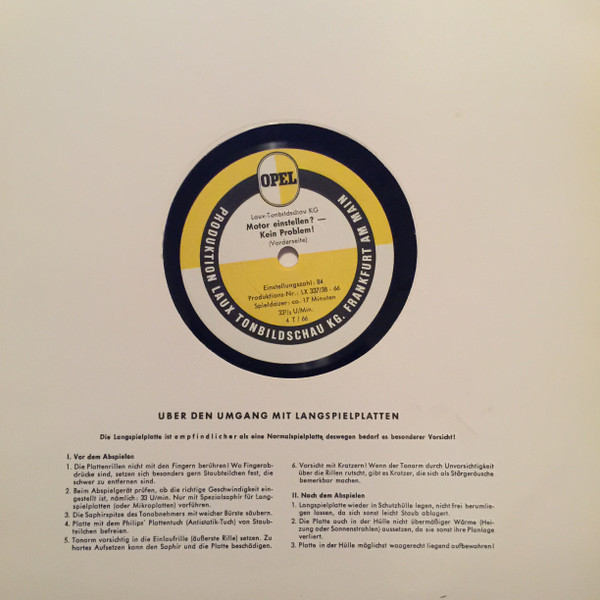 OPEL
Laux-Tonbildschau KG
Motor einstellen? —
Kein Problem!
(Vorderseite)
Einstellungszahl: 84
Produktions-Nr.: LX 337/38 - 66
Spieldauer: ca. 17 Minuten
33⅓ U/Min.
4 T / 66
PRODUKTION LAUX TONBILDSCHAU KG. FRANKFURT AM MAIN
UBER DEN UMGANG MIT LANGSPIELPLATTEN
Die Langspielplatte ist empfindlicher als eine Normalspielplatte, deswegen bedarf es besonderer Vorsicht!
I. Vor dem Abspielen
1. Die Plattenrillen nicht mit den Fingern berühren! Wo Fingerab-
drücke sind, setzen sich besonders gern Staubteilchen fest, die
schwer zu entfernen sind.
2. Beim Abspielgerät prüfen, ob die richtige Geschwindigkeit ein-
gestellt ist, nämlich: 33 U/min. Nur mit Spezialsaphir für Lang-
spielplatten (oder Mikroplatten) vorführen.
3. Die Saphirspitze des Tonabnehmers mit weicher Bürste säubern.
4. Platte mit dem Philips' Plattentuch (Antistatik-Tuch) von Staub-
teilchen befreien.
5. Tonarm vorsichtig in die Einlaufrille (äußerste Rille) setzen. Zu
hartes Aufsetzen kann den Saphir und die Platte beschädigen.
6. Vorsicht mit Kratzern! Wenn der Tonarm durch Unvorsichtigkeit
über die Rillen rutscht, gibt es Kratzer, die sich als Störgeräusche
bemerkbar machen.
II. Nach dem Abspielen
1. Langspielplatte wieder in Schutzhülle legen, nicht frei herumlie-
gen lassen, da sich sonst leicht Staub ablagert.
2. Die Platte auch in der Hülle nicht übermäßiger Wärme (Hei-
zung oder Sonnenstrahlen) aussetzen, da sie sonst ihre Planlage
verliert.
3. Platte in der Hülle möglichst waagerecht liegend aufbewahren!